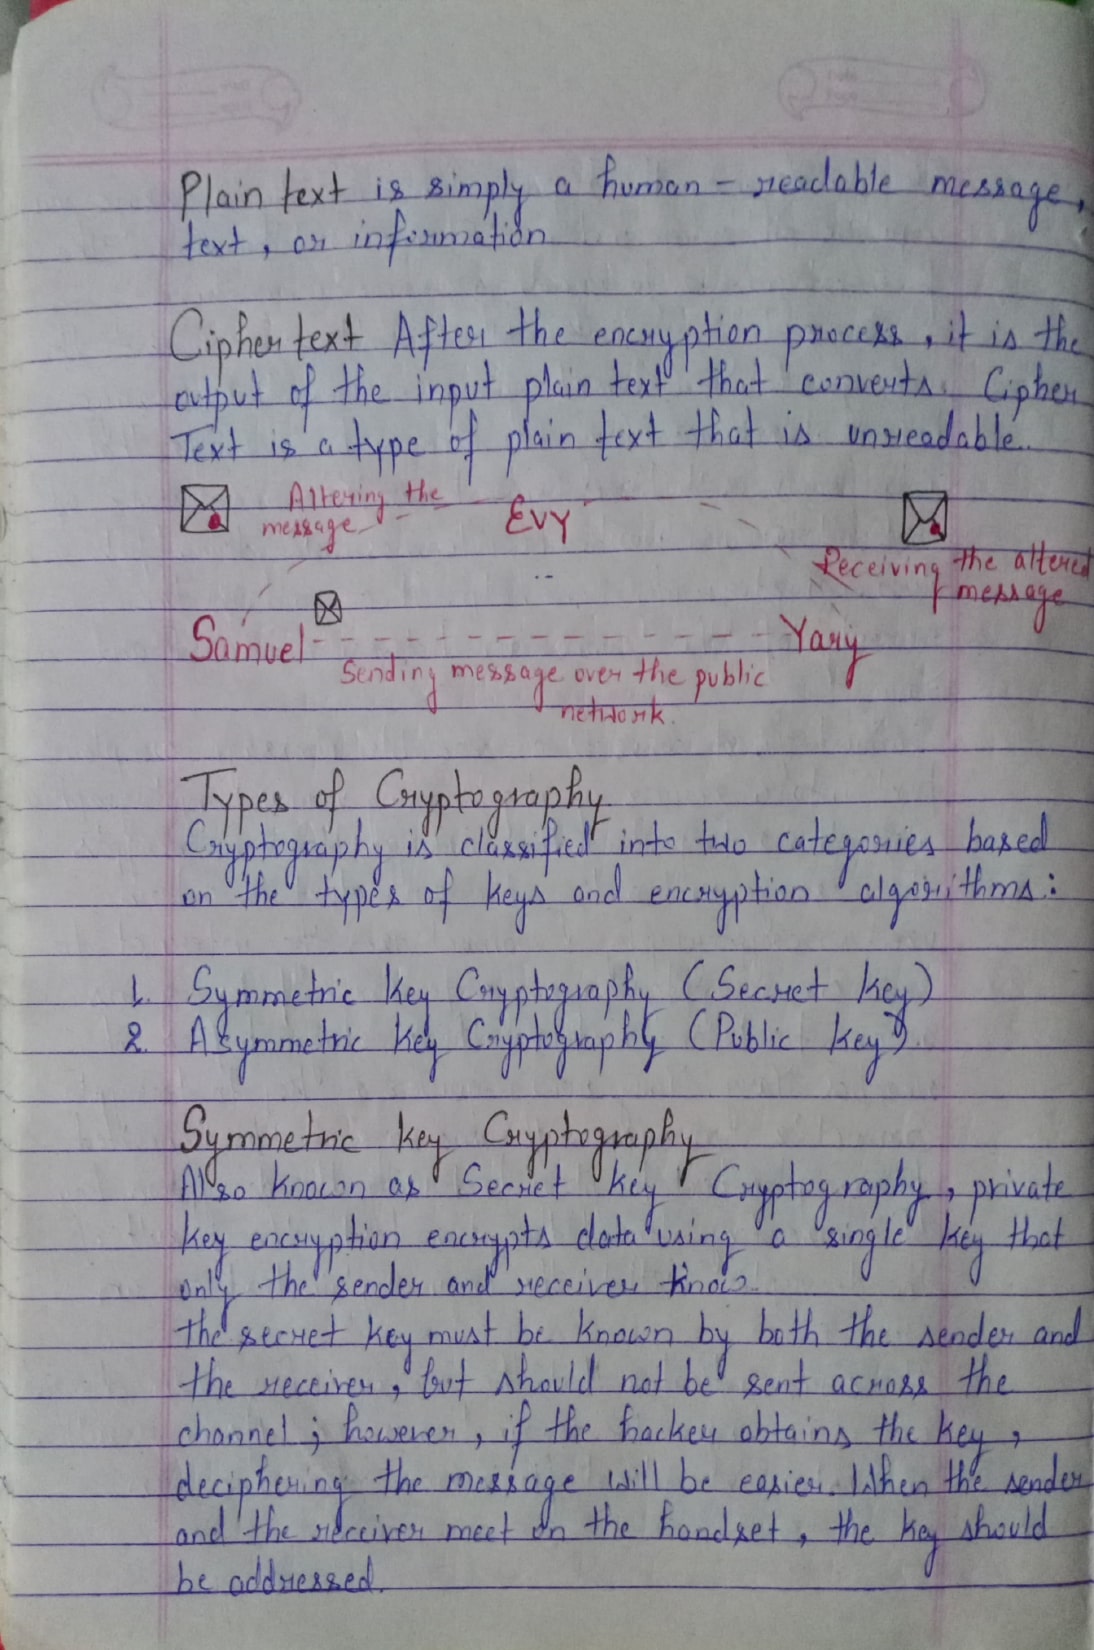 Plain text is simply a human-readable message,
text, or information
Cipher text After the encryption process, it is the
output of the input plain text that converts. Cipher
Text is a type of plain text that is unreadable.
Altering the
message
Evy
Receiving the altered
message
Samuel
Yary
Sending message over the public
network.
Types of Cryptography
Cryptography is classified into two categories based
on the types of keys and encryption algorithms:
1. Symmetric key Cryptography (Secret key)
2. Asymmetric key Cryptography (Public key)
Symmetric key Cryptography
Also known as Secret key Cryptography, private
key encryption encrypts data using a single key that
only the sender and receiver know.
the secret key must be known by both the sender and
the receiver, but should not be sent across the
channel; however, if the hacker obtains the key,
deciphering the message will be easier. When the sender
and the receiver meet on the handset, the key should
be addressed.